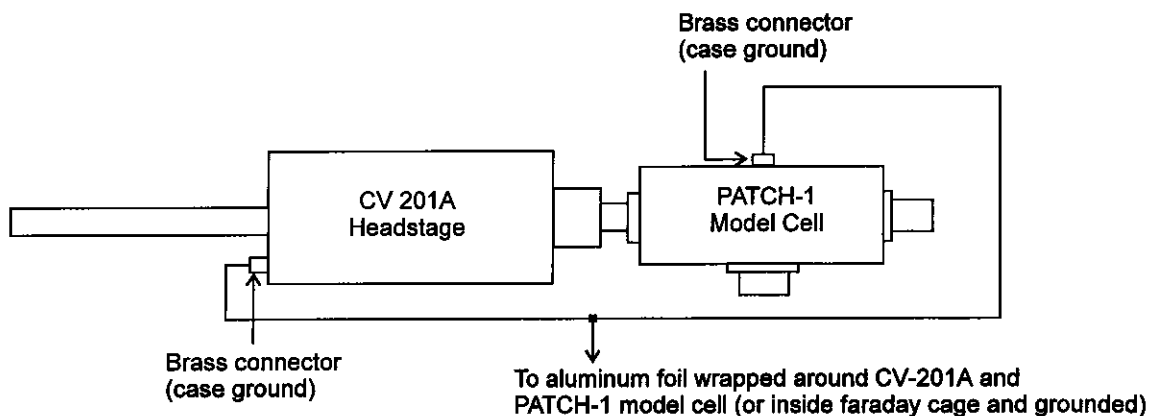 Brass connector
(case ground)
CV 201A
Headstage
PATCH-1
Model Cell
Brass connector
(case ground)
To aluminum foil wrapped around CV-201A and
PATCH-1 model cell (or inside faraday cage and grounded)